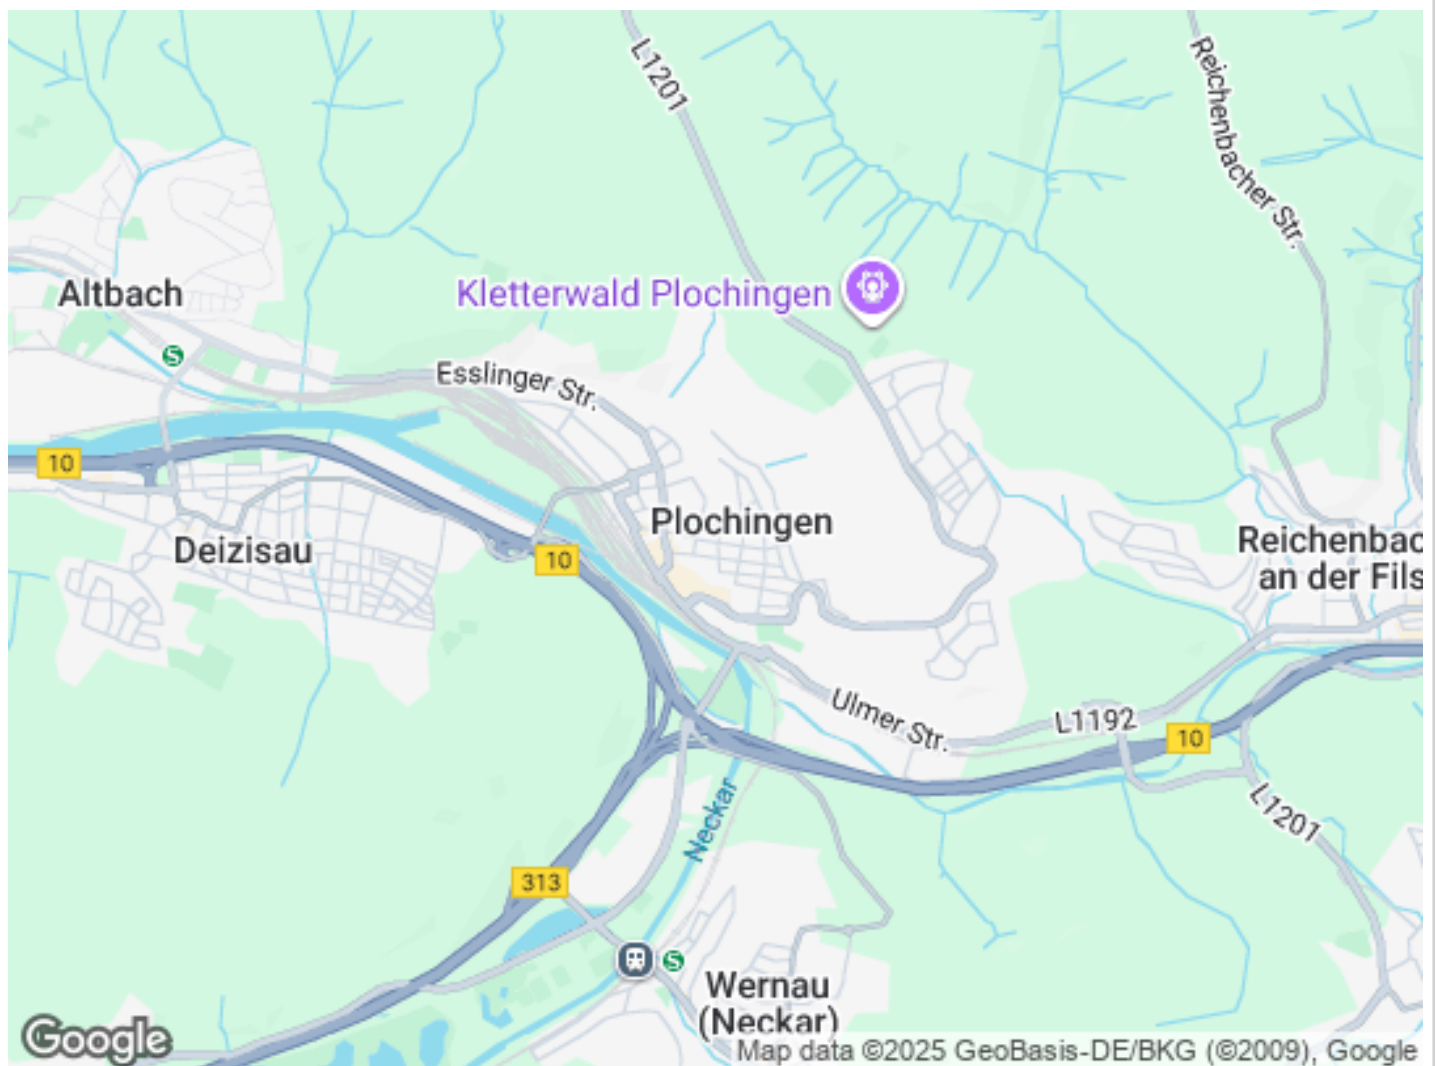 L1201
Reichenbacher Str.
Altbach
S
Kletterwald Plochingen
Esslinger Str.
10
Deizisau
Plochingen
10
Reichenbac
an der Fils
Ulmer Str.
L1192
10
Neckar
L1201
313
S
Wernau
(Neckar)
Google
Map data ©2025 GeoBasis-DE/BKG (©2009), Google